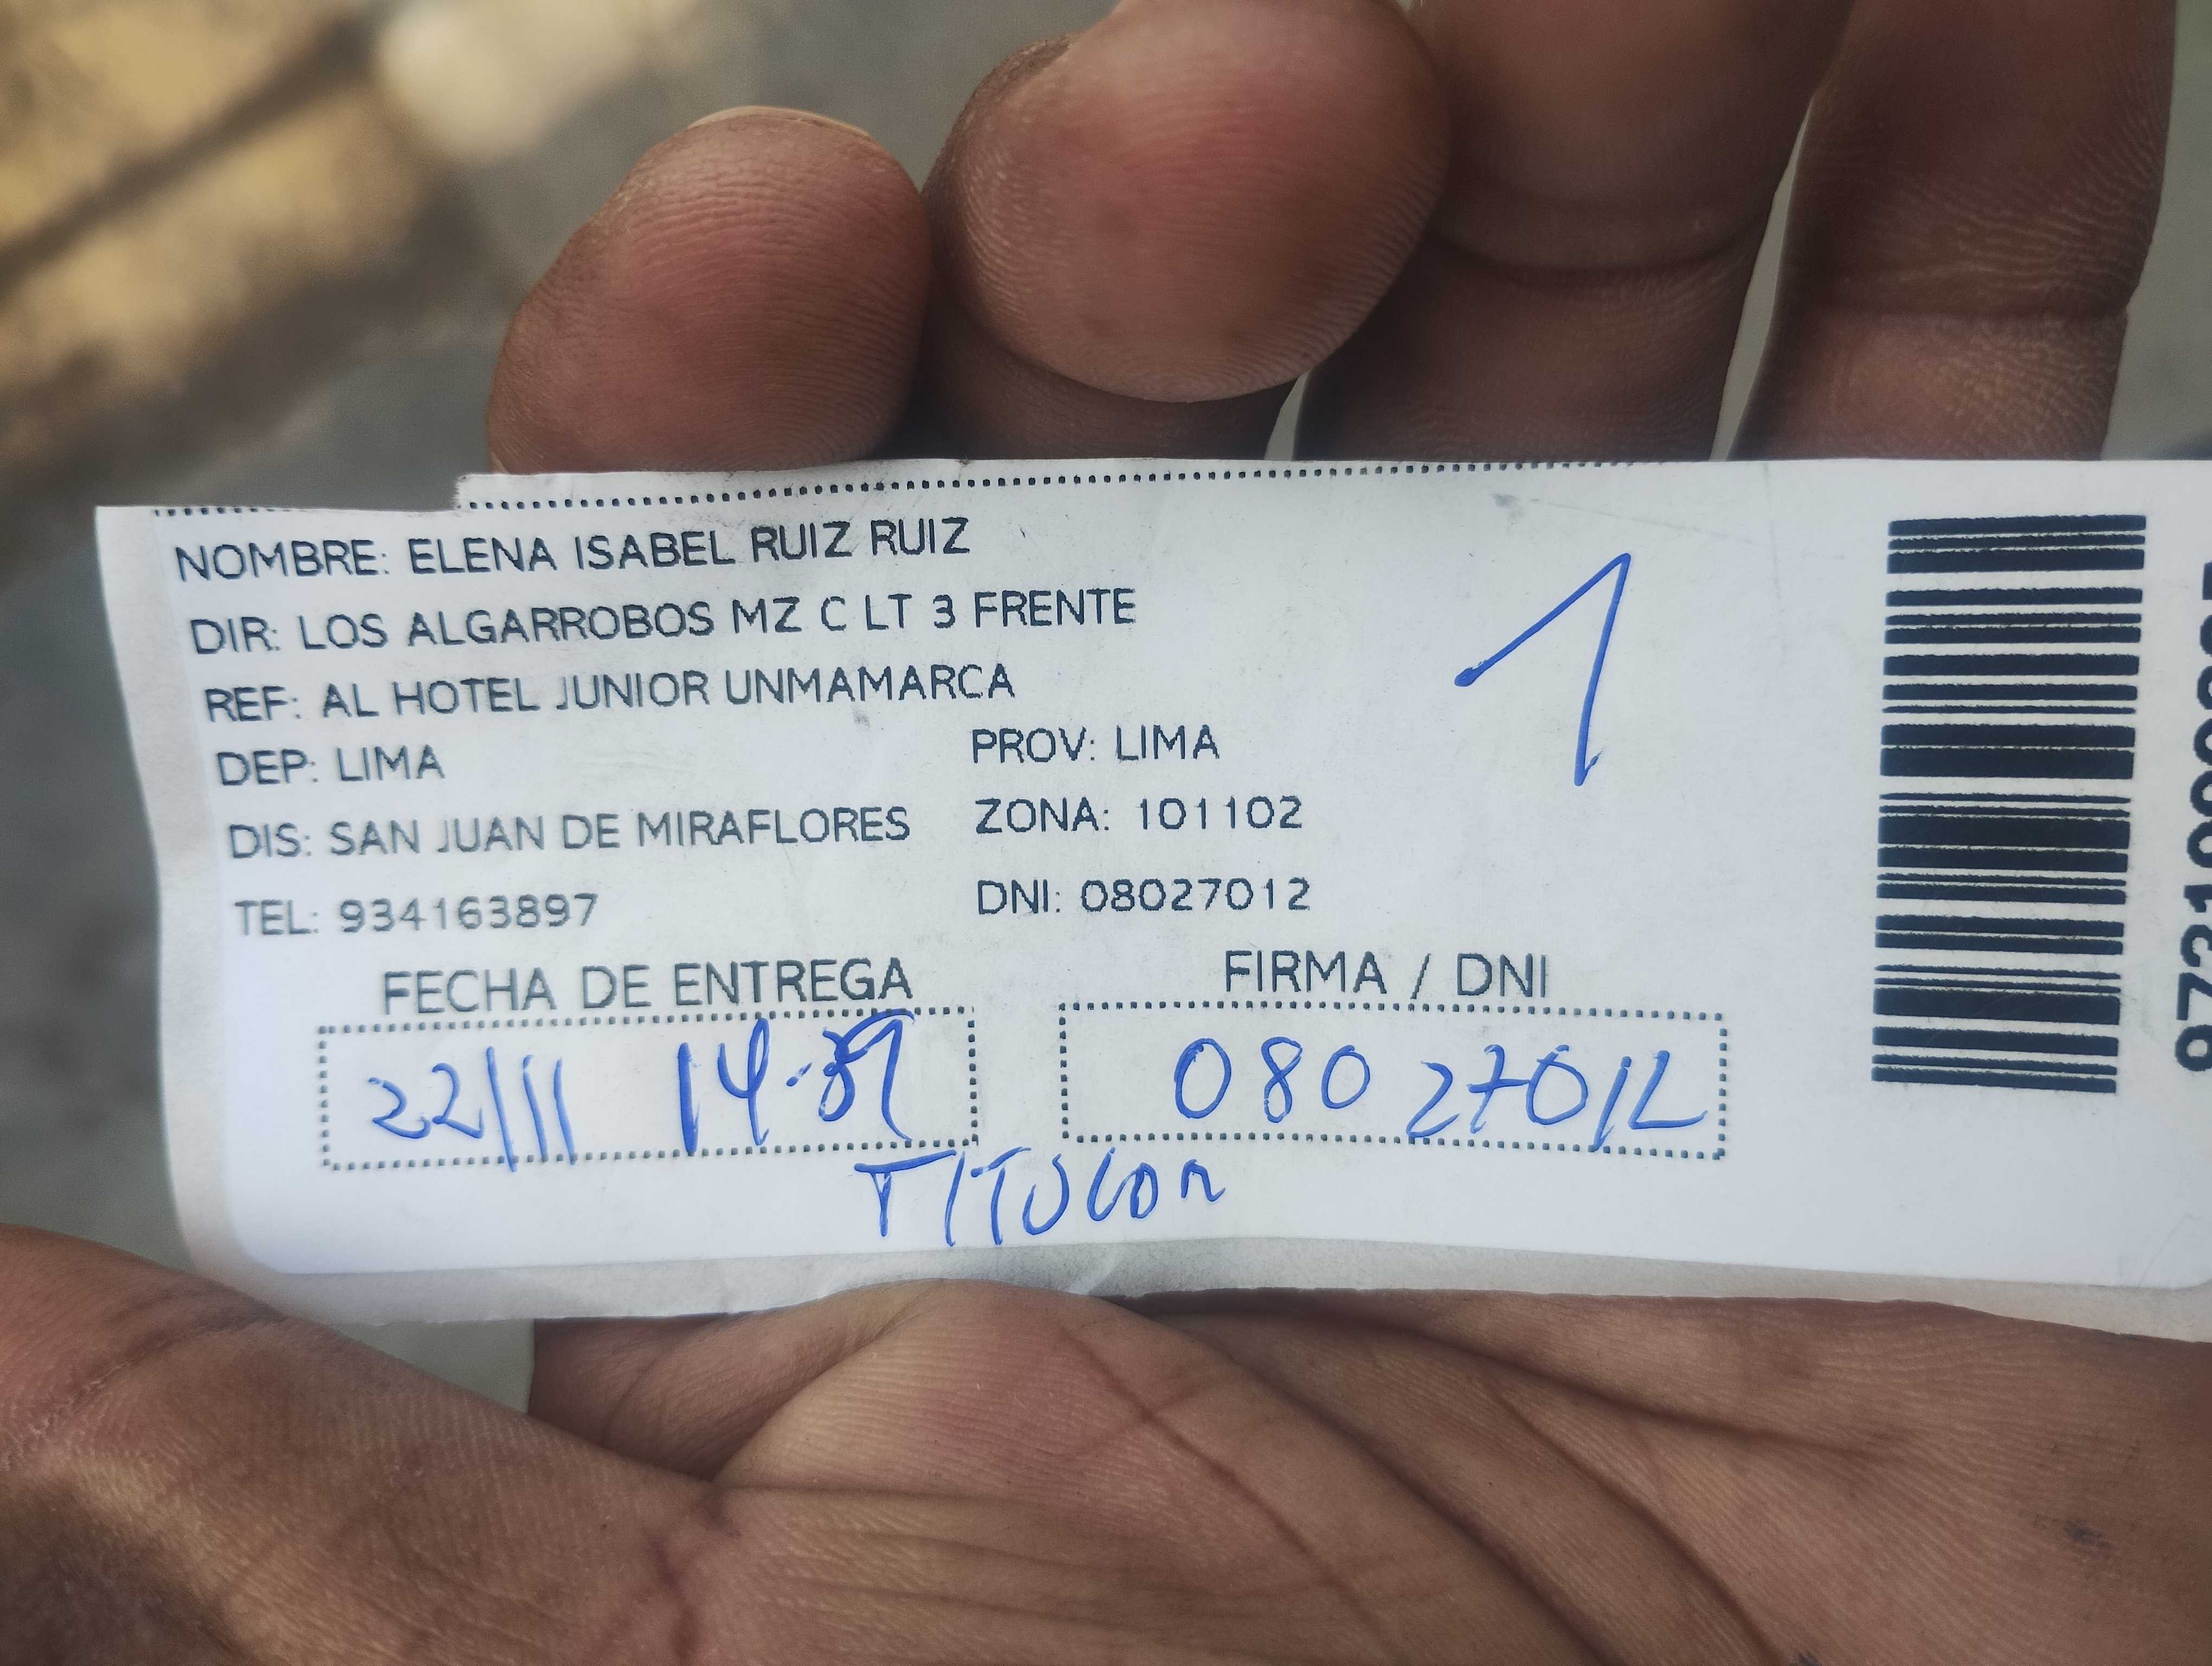 NOMBRE: ELENA ISABEL RUIZ RUIZ
DIR: LOS ALGARROBOS MZ C LT 3 FRENTE
REF: AL HOTEL JUNIOR UNMAMARCA
DEP: LIMA PROV: LIMA
DIS: SAN JUAN DE MIRAFLORES ZONA: 101102
TEL: 934163897 DNI: 08027012
1
FECHA DE ENTREGA FIRMA / DNI
22/11 14:39 08027012
TITULAR